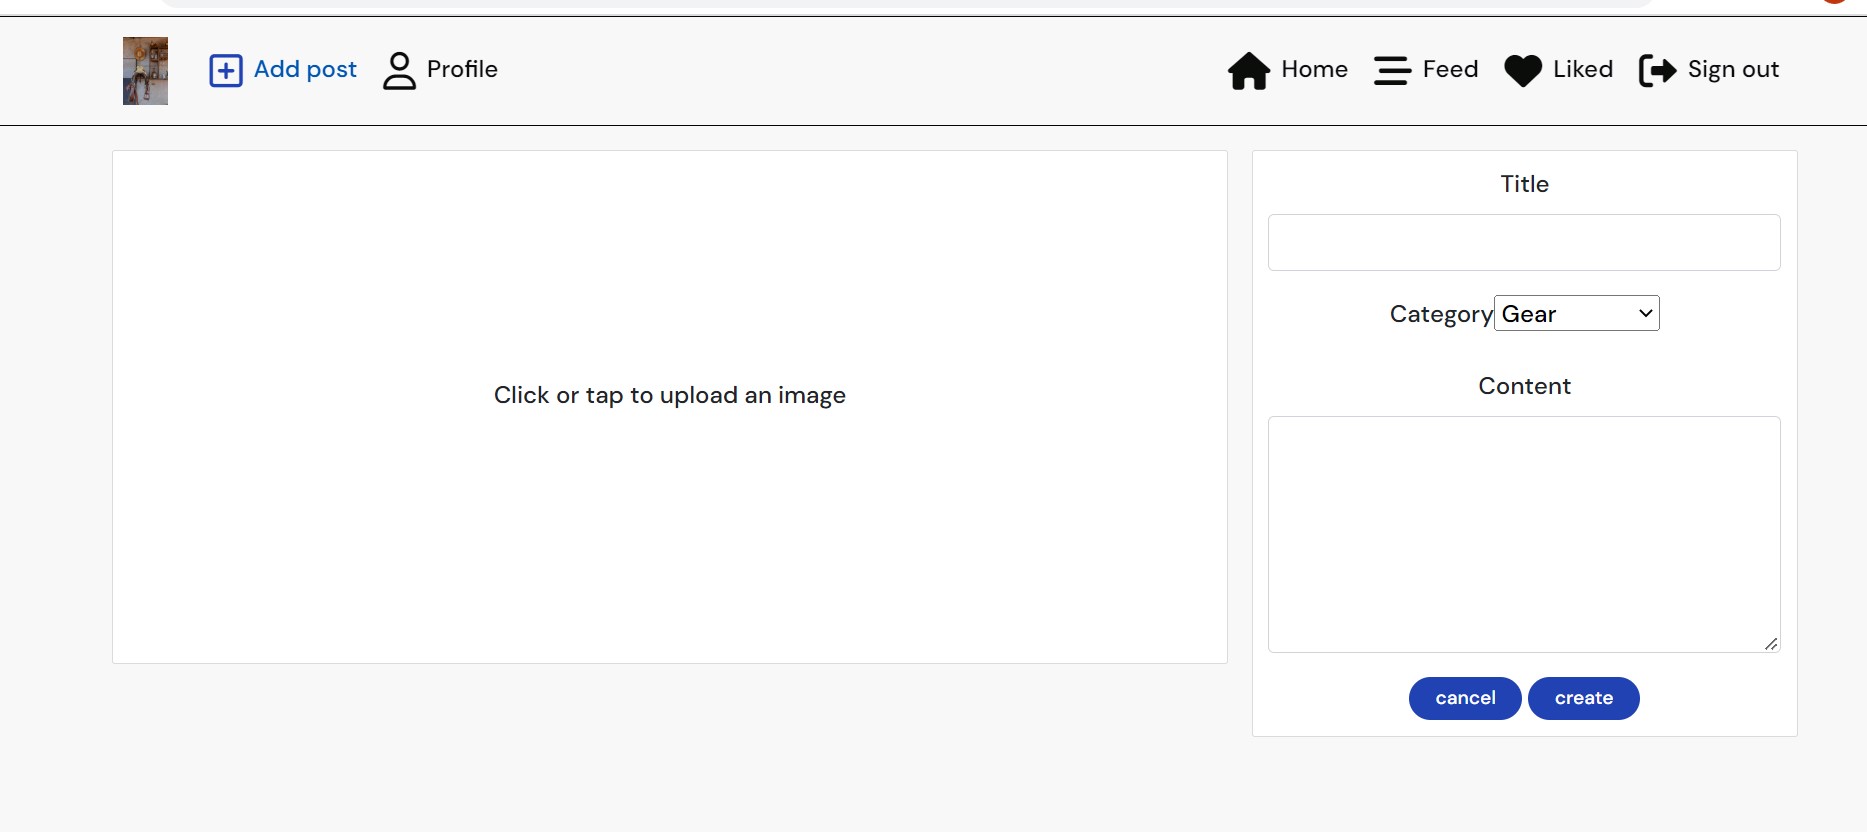 Add post
Profile
Home
Feed
Liked
Sign out
Click or tap to upload an image
Title
Category
Gear
Content
cancel
create